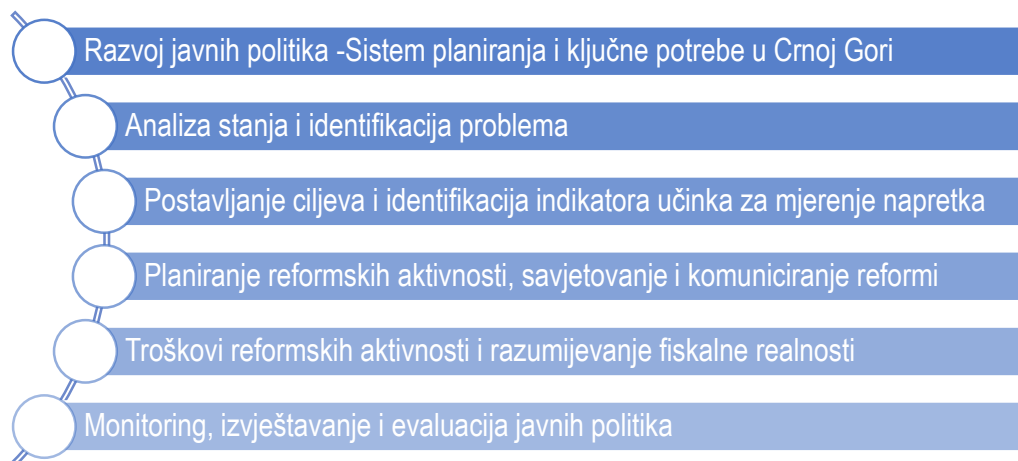 Razvoj javnih politika -Sistem planiranja i ključne potrebe u Crnoj Gori
Analiza stanja i identifikacija problema
Postavljanje ciljeva i identifikacija indikatora učinka za mjerenje napretka
Planiranje reformskih aktivnosti, savjetovanje i komuniciranje reformi
Troškovi reformskih aktivnosti i razumijevanje fiskalne realnosti
Monitoring, izvještavanje i evaluacija javnih politika